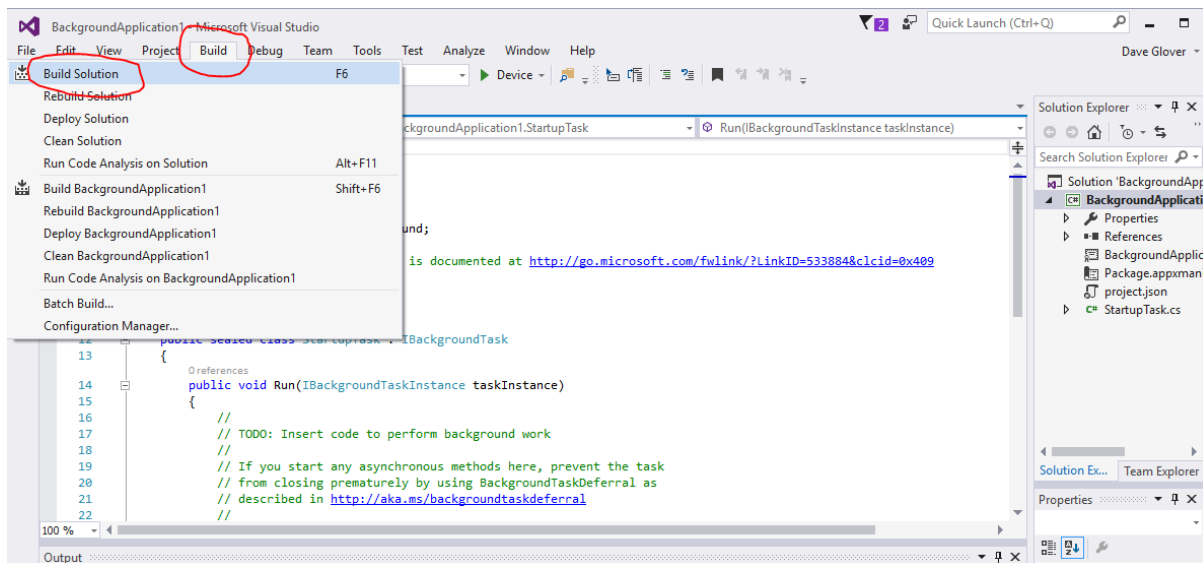 BackgroundApplication1 - Microsoft Visual Studio
2
Quick Launch (Ctrl+Q)
File Edit View Project Build Debug Team Tools Test Analyze Window Help
Dave Glover
Build Solution F6
Device
Rebuild Solution
Deploy Solution
Clean Solution
Run Code Analysis on Solution Alt+F11
Build BackgroundApplication1 Shift+F6
Rebuild BackgroundApplication1
Deploy BackgroundApplication1
Clean BackgroundApplication1
Run Code Analysis on BackgroundApplication1
Batch Build...
Configuration Manager...
ckgroundApplication1.StartupTask
Run(IBackgroundTaskInstance taskInstance)
und;
is documented at http://go.microsoft.com/fwlink/?LinkID=533884&clcid=0x409
12 public sealed class StartupTask : IBackgroundTask
13 {
0 references
14 public void Run(IBackgroundTaskInstance taskInstance)
15 {
16 //
17 // TODO: Insert code to perform background work
18 //
19 // If you start any asynchronous methods here, prevent the task
20 // from closing prematurely by using BackgroundTaskDeferral as
21 // described in http://aka.ms/backgroundtaskdeferral
22 //
100 %
Output
Solution Explorer
Search Solution Explorer
Solution 'BackgroundApp
C# BackgroundApplicati
Properties
References
BackgroundApplic
Package.appxman
project.json
C# StartupTask.cs
Solution Ex... Team Explorer
Properties